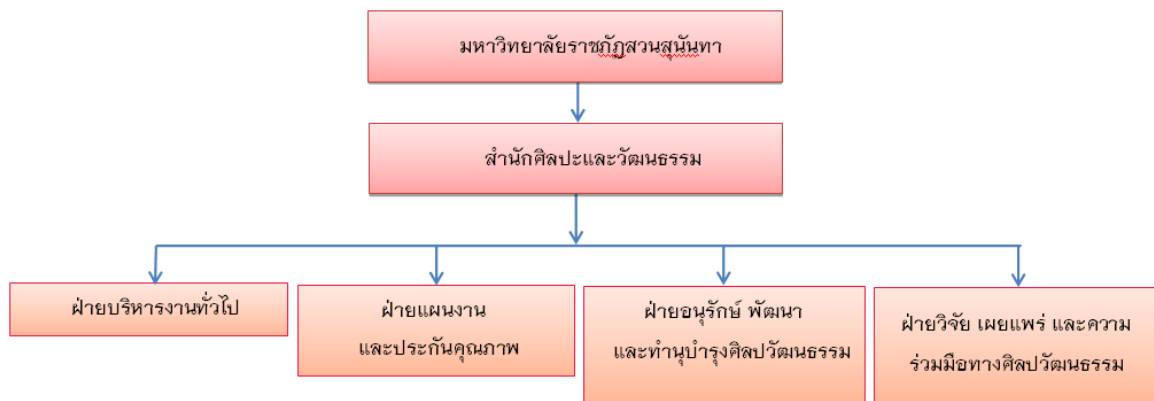 มหาวิทยาลัยราชภัฏสวนสุนันทา
สำนักศิลปะและวัฒนธรรม
ฝ่ายบริหารงานทั่วไป
ฝ่ายแผนงาน
และประกันคุณภาพ
ฝ่ายอนุรักษ์ พัฒนา
และทำนุบำรุงศิลปวัฒนธรรม
ฝ่ายวิจัย เผยแพร่ และความ
ร่วมมือทางศิลปวัฒนธรรม